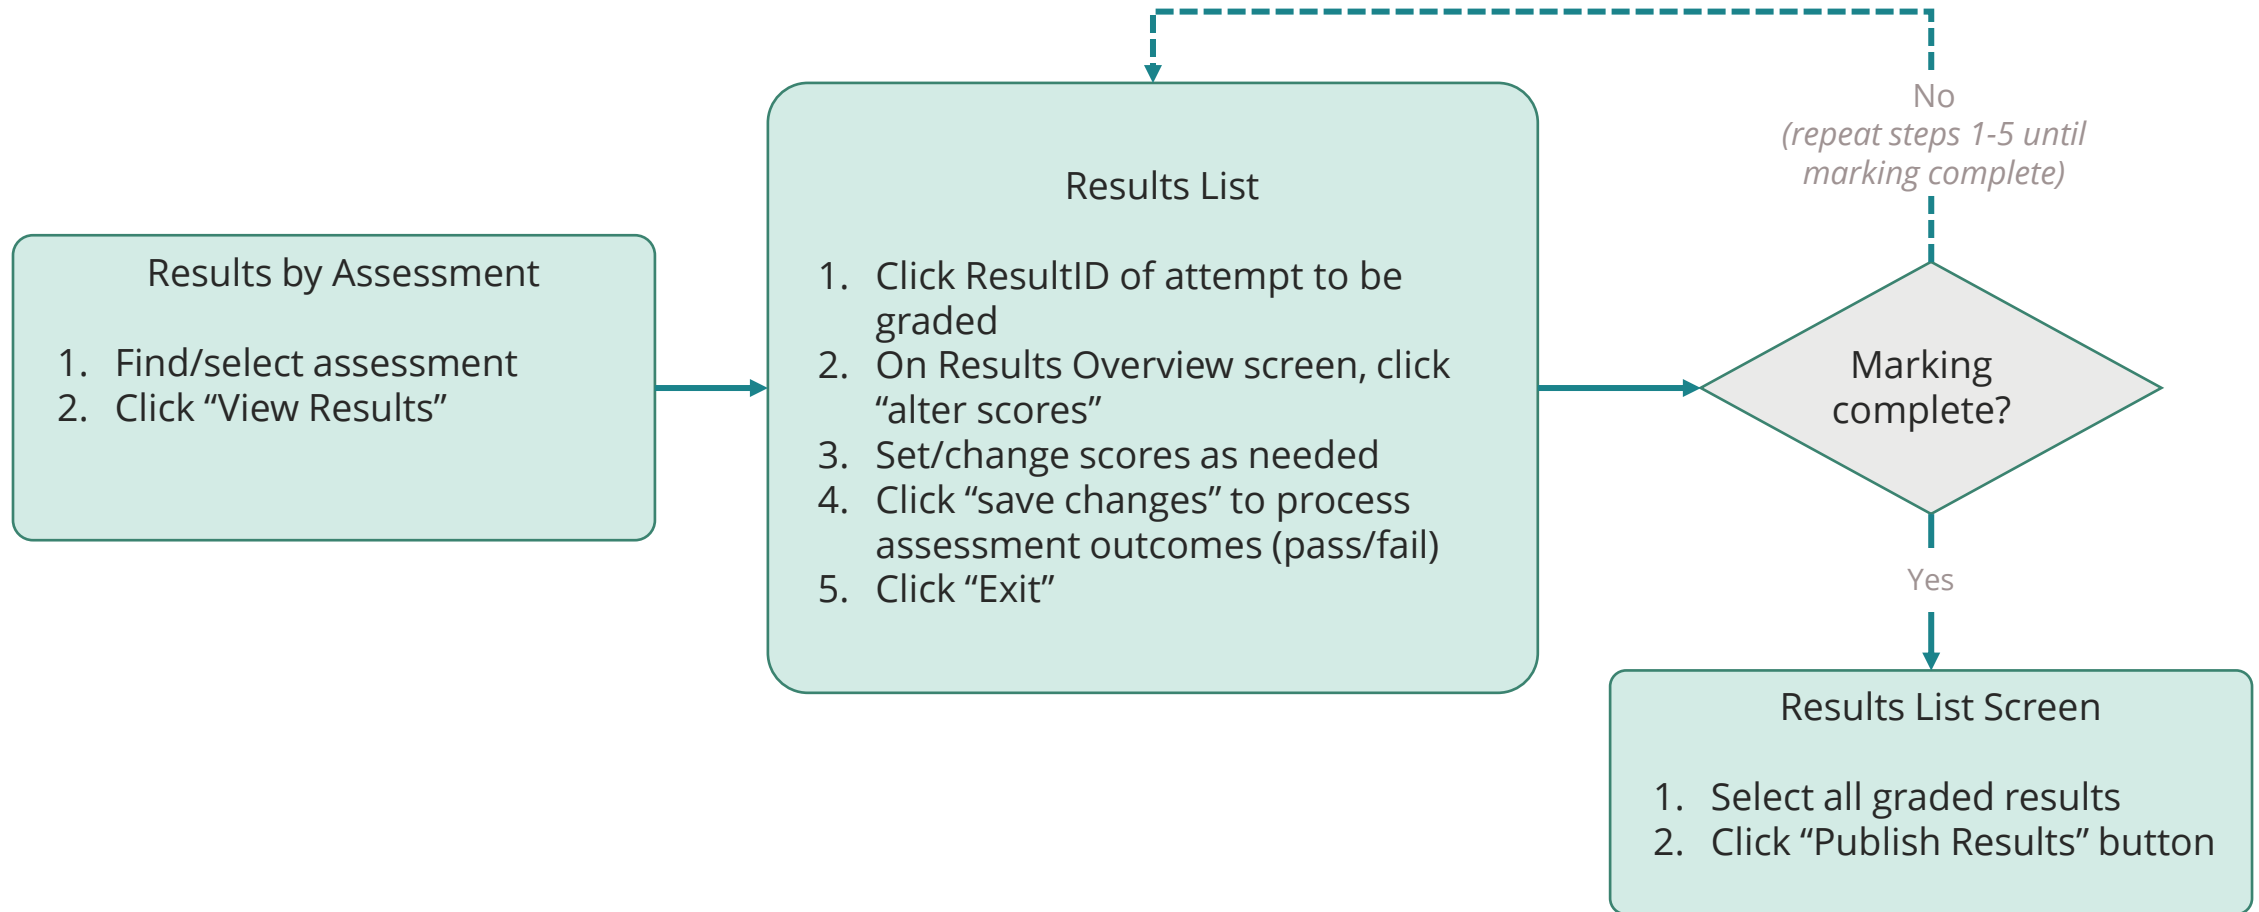 Results by Assessment
1. Find/select assessment
2. Click “View Results”
Results List
1. Click ResultID of attempt to be
graded
2. On Results Overview screen, click
“alter scores”
3. Set/change scores as needed
4. Click “save changes” to process
assessment outcomes (pass/fail)
5. Click “Exit”
No
(repeat steps 1-5 until
marking complete)
Marking
complete?
Yes
Results List Screen
1. Select all graded results
2. Click “Publish Results” button